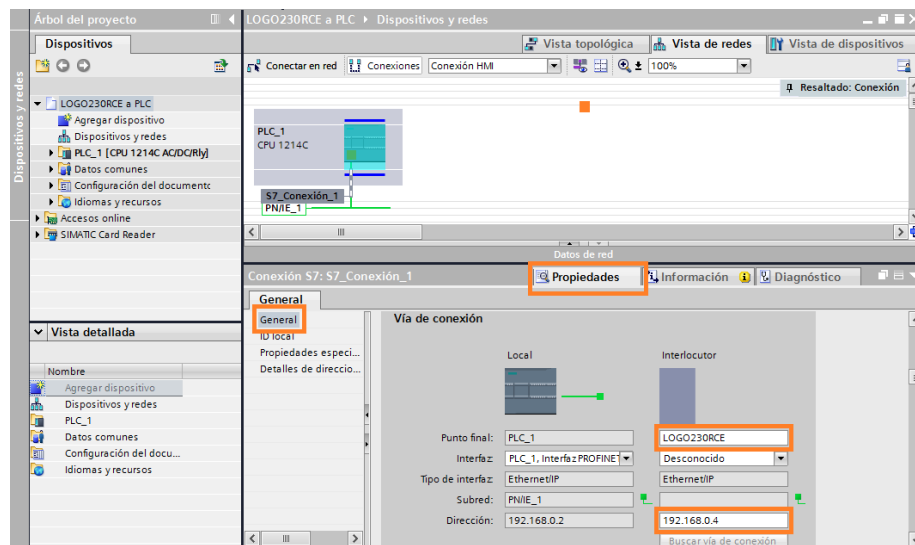 Árbol del proyecto
LOGO230RCE a PLC ▸ Dispositivos y redes
Dispositivos
Vista topológica
Vista de redes
Vista de dispositivos
Conectar en red
Conexiones
Conexión HMI
100%
Resaltado: Conexión
Dispositivos y redes
LOGO230RCE a PLC
Agregar dispositivo
Dispositivos y redes
PLC_1 [CPU 1214C AC/DC/Rly]
Datos comunes
Configuración del documento
Idiomas y recursos
Accesos online
SIMATIC Card Reader
PLC_1
CPU 1214C
S7_Conexión_1
PN/IE_1
Datos de red
Conexión S7: S7_Conexión_1
Propiedades
Información
Diagnóstico
General
General
ID local
Propiedades especi...
Detalles de direccio...
Vía de conexión
Local
Interlocutor
Punto final:
PLC_1
LOGO230RCE
Interfaz:
PLC_1, Interfaz PROFINET
Desconocido
Tipo de interfaz:
Ethernet/IP
Ethernet/IP
Subred:
PN/IE_1
Dirección:
192.168.0.2
192.168.0.4
Buscar vía de conexión
Vista detallada
Nombre
Agregar dispositivo
Dispositivos y redes
PLC_1
Datos comunes
Configuración del docu...
Idiomas y recursos